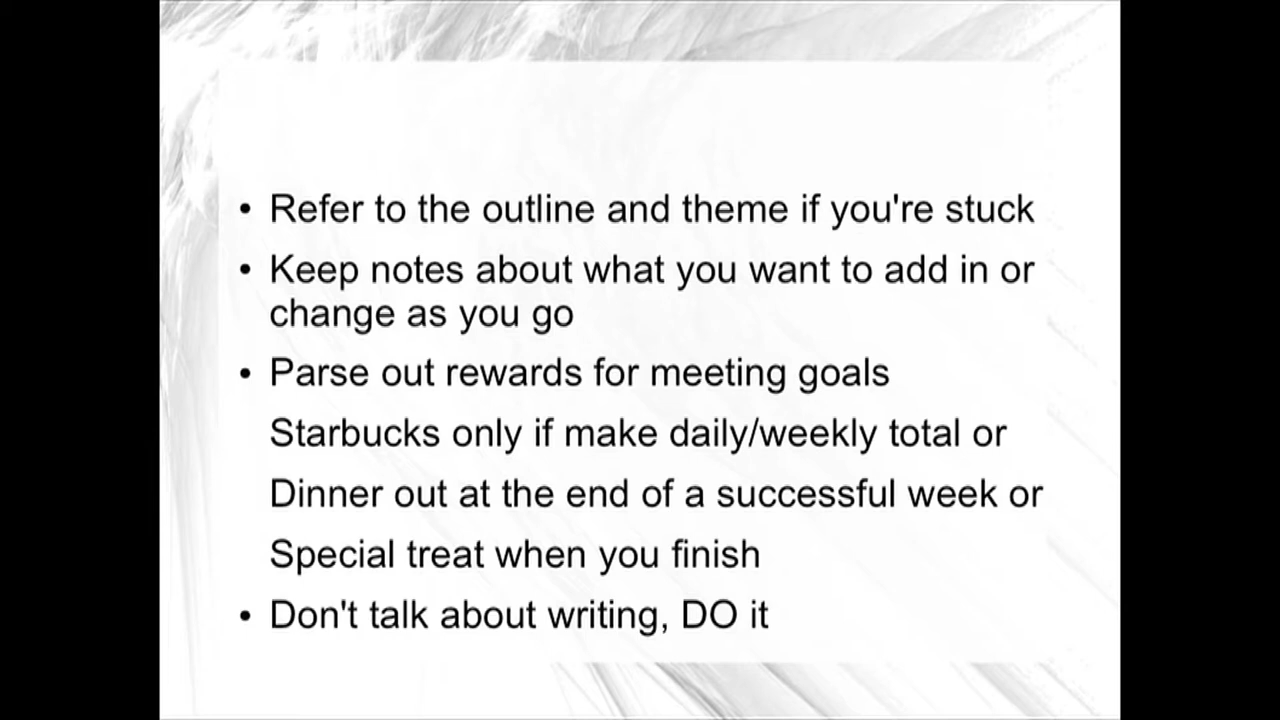 • Refer to the outline and theme if you're stuck
• Keep notes about what you want to add in or
change as you go
• Parse out rewards for meeting goals
Starbucks only if make daily/weekly total or
Dinner out at the end of a successful week or
Special treat when you finish
• Don't talk about writing, DO it